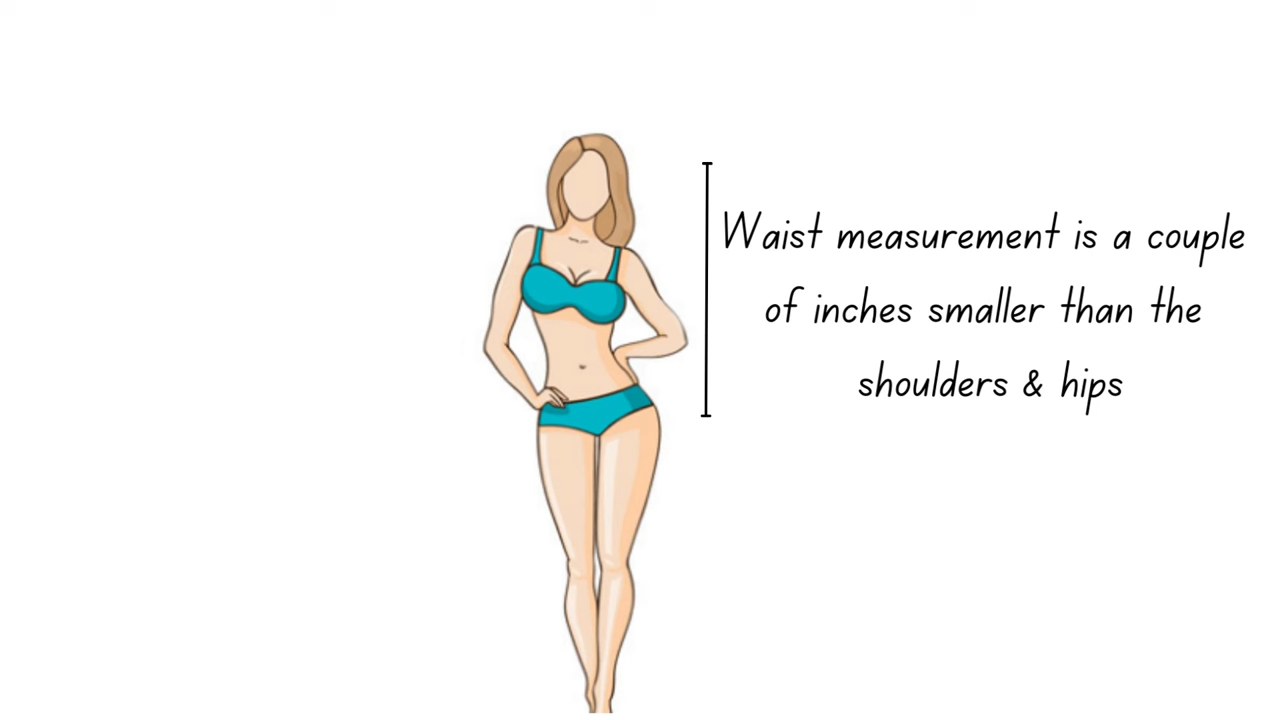 Waist measurement is a couple
of inches smaller than the
shoulders & hips